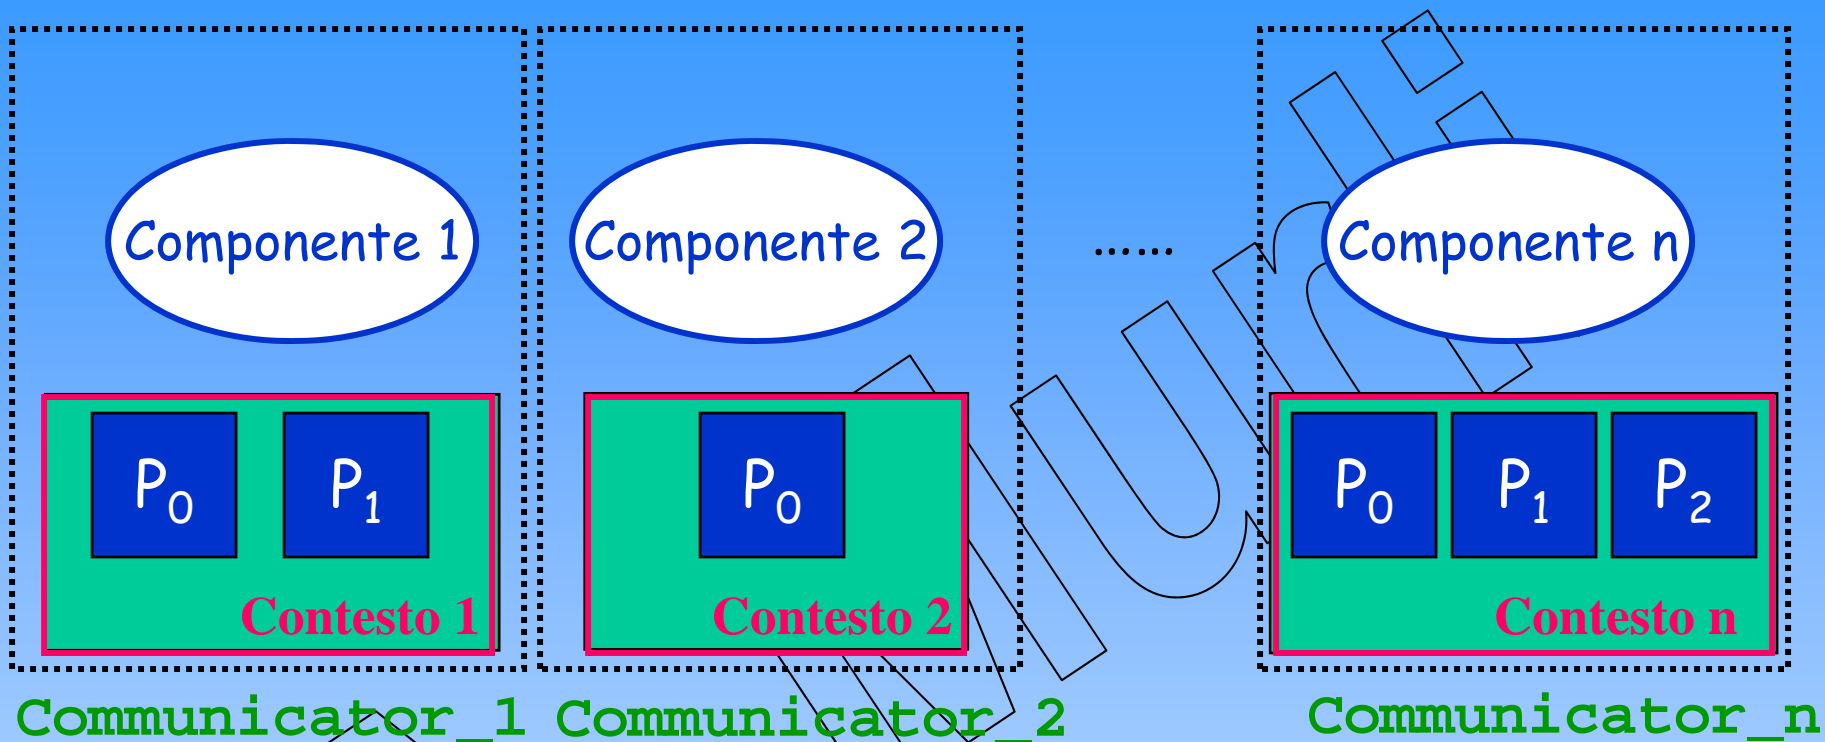 Componente 1
Componente 2
......
Componente n
P0
P1
P0
P0
P1
P2
Contesto 1
Contesto 2
Contesto n
Communicator_1
Communicator_2
Communicator_n